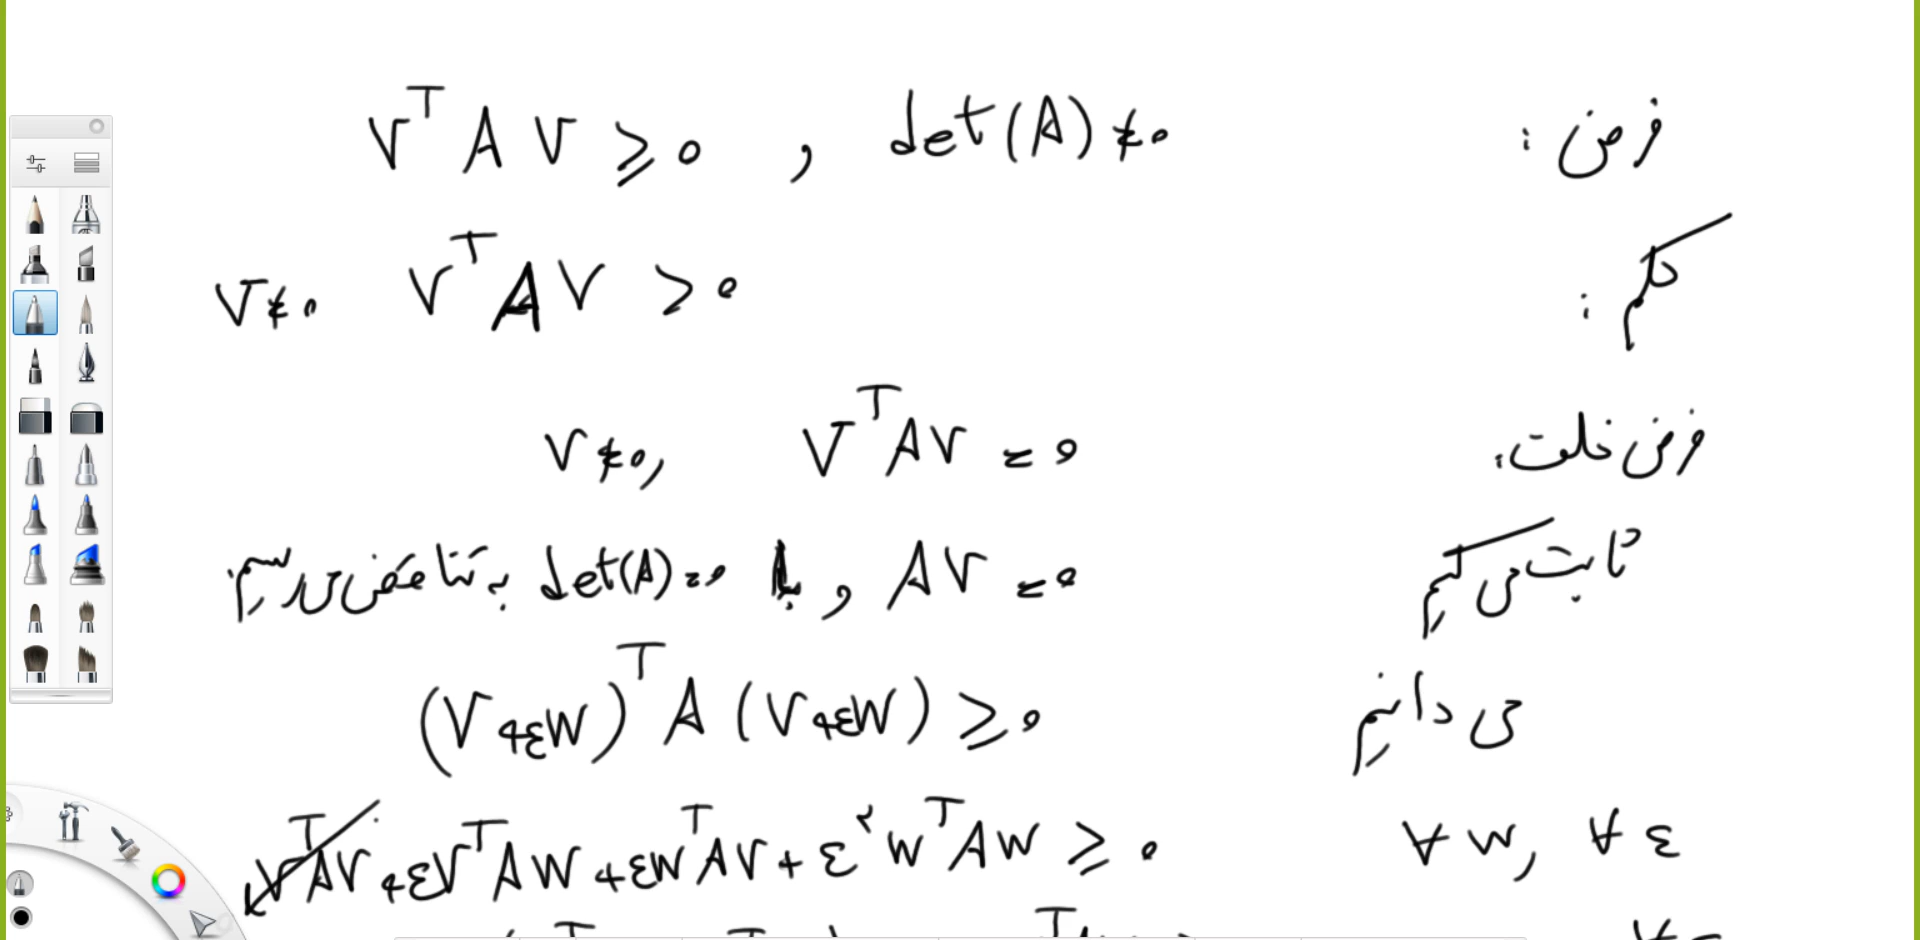 فرض: V^T A V ≥ 0 , det(A) ≠ 0
حکم: V^T A V > 0 V ≠ 0
فرض خلف: V ≠ 0, V^T A V = 0
ثابت می کنیم A V = 0 , با det(A) = 0 به تناقض می رسیم
می دانیم (V + εW)^T A (V + εW) ≥ 0
∀ W, ∀ ε V^T A V + ε V^T A W + ε W^T A V + ε^۲ W^T A W ≥ 0